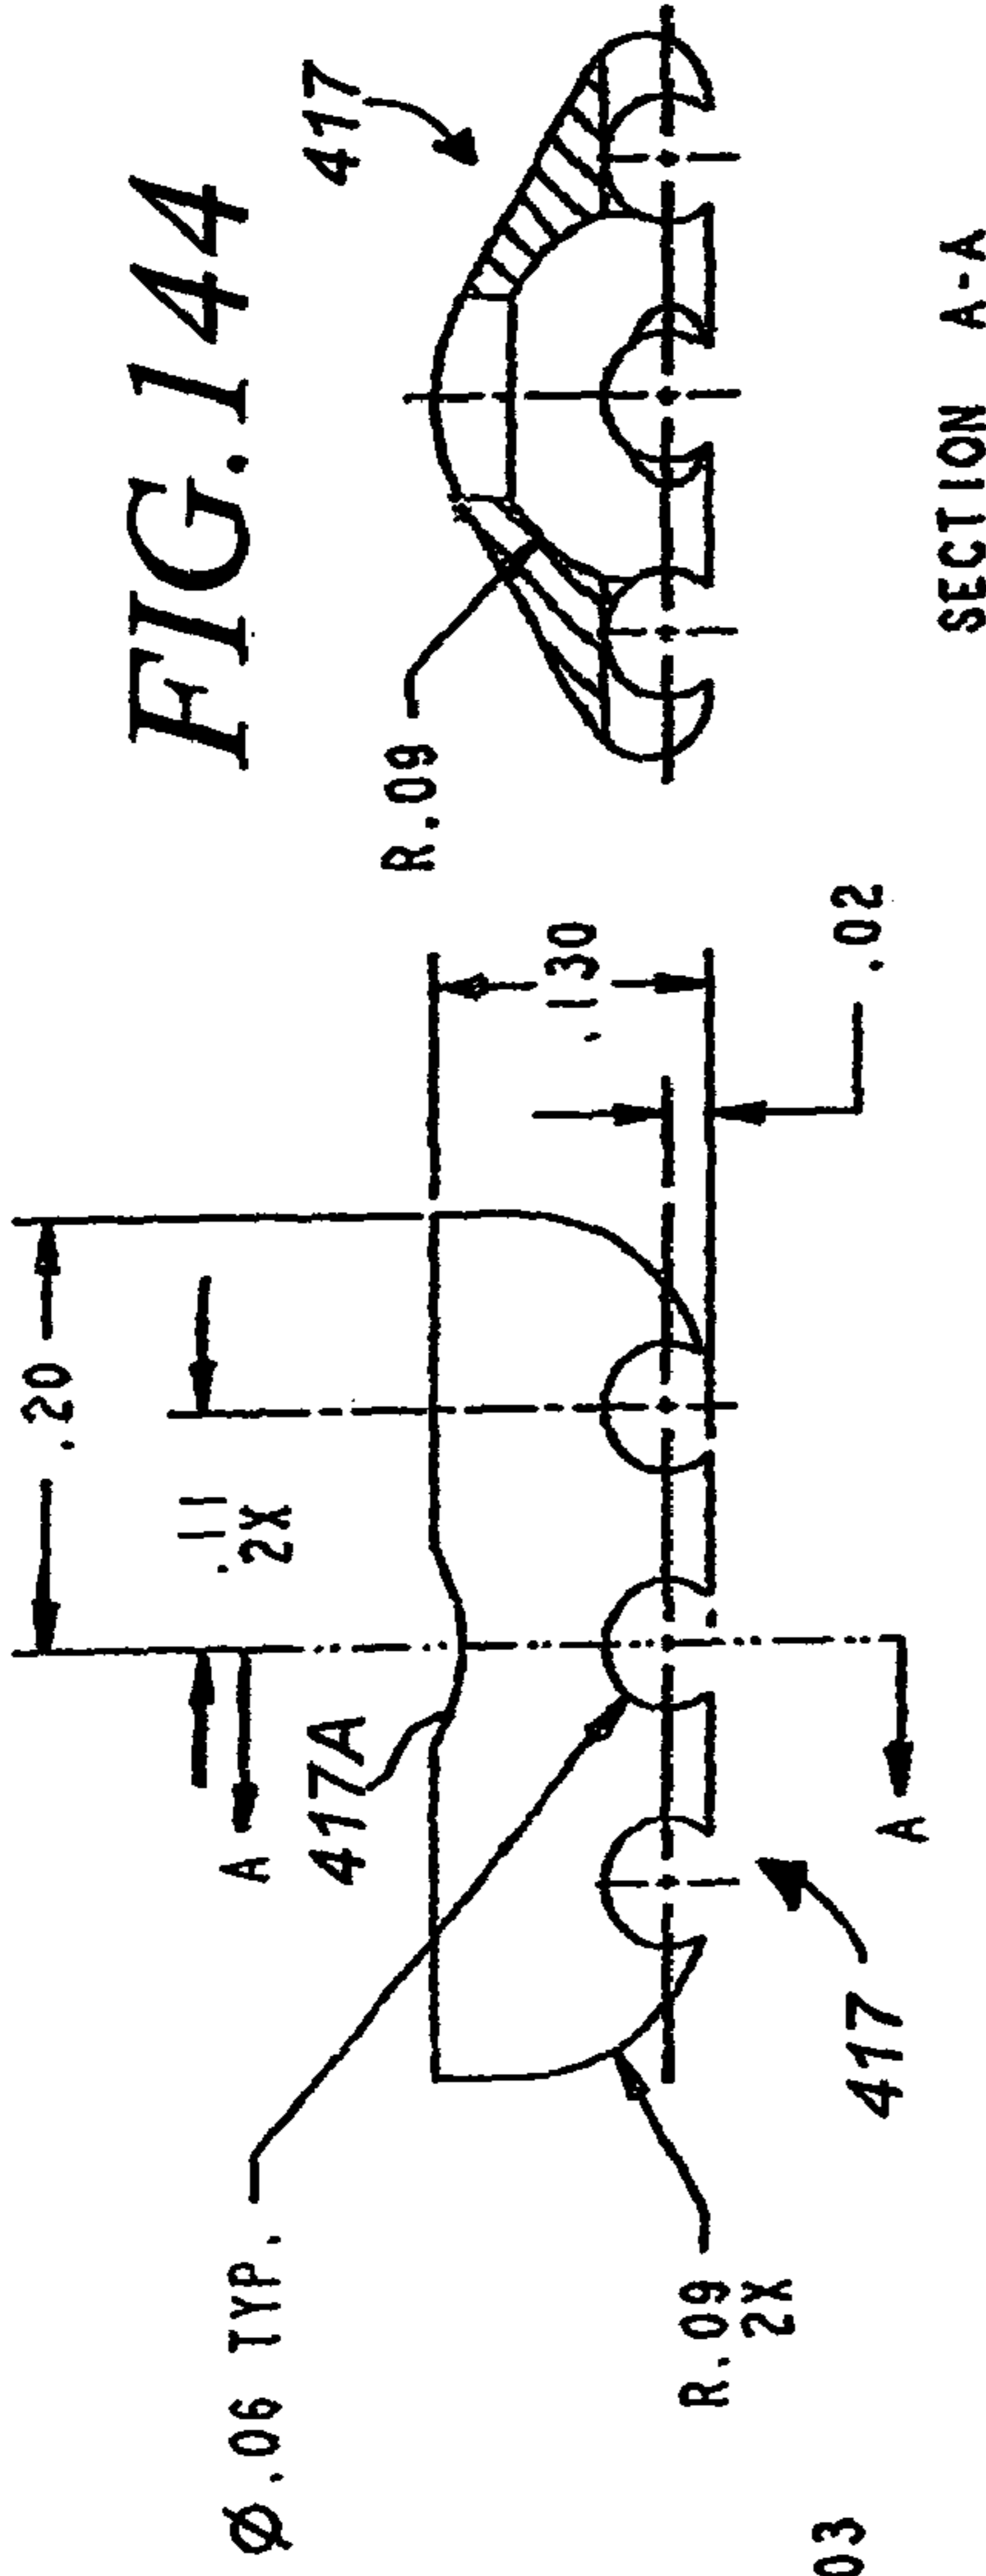 FIG.144
417
R.09
SECTION A-A
.20
.11
2X
.130
.02
A
417A
A
417
Ø.06 TYP.
R.09
2X
03